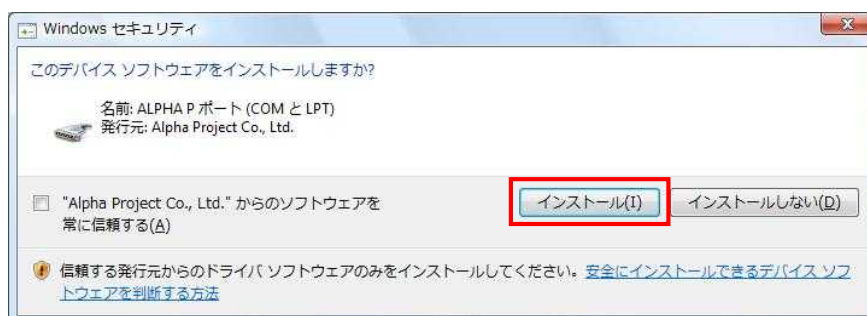 Windows セキュリティ
このデバイス ソフトウェアをインストールしますか?
名前: ALPHA P ポート (COM と LPT)
発行元: Alpha Project Co., Ltd.
"Alpha Project Co., Ltd." からのソフトウェアを
常に信頼する(A)
インストール(I)
インストールしない(D)
信頼する発行元からのドライバ ソフトウェアのみをインストールしてください。安全にインストールできるデバイス ソフ
トウェアを判断する方法